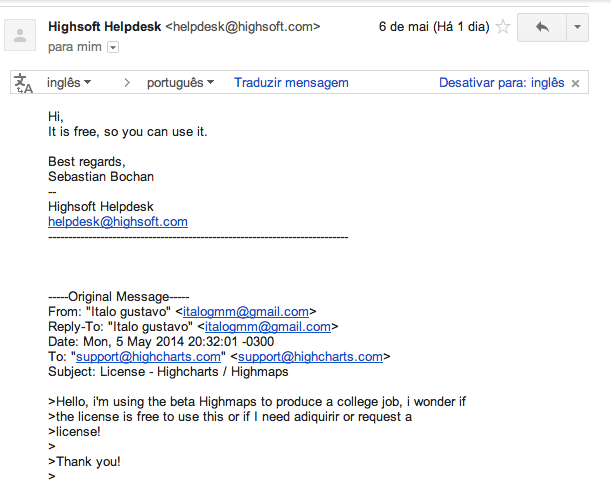 Highsoft Helpdesk <helpdesk@highsoft.com> 6 de mai (Há 1 dia)
para mim
inglês > português Traduzir mensagem Desativar para: inglês ×
Hi,
It is free, so you can use it.
Best regards,
Sebastian Bochan
--
Highsoft Helpdesk
helpdesk@highsoft.com
---------------------------------------------------------------------------
-----Original Message-----
From: "Italo gustavo" <italogmm@gmail.com>
Reply-To: "Italo gustavo" <italogmm@gmail.com>
Date: Mon, 5 May 2014 20:32:01 -0300
To: "support@highcharts.com" <support@highcharts.com>
Subject: License - Highcharts / Highmaps
>Hello, i'm using the beta Highmaps to produce a college job, i wonder if
>the license is free to use this or if I need adiquirir or request a
>license!
>
>Thank you!
>